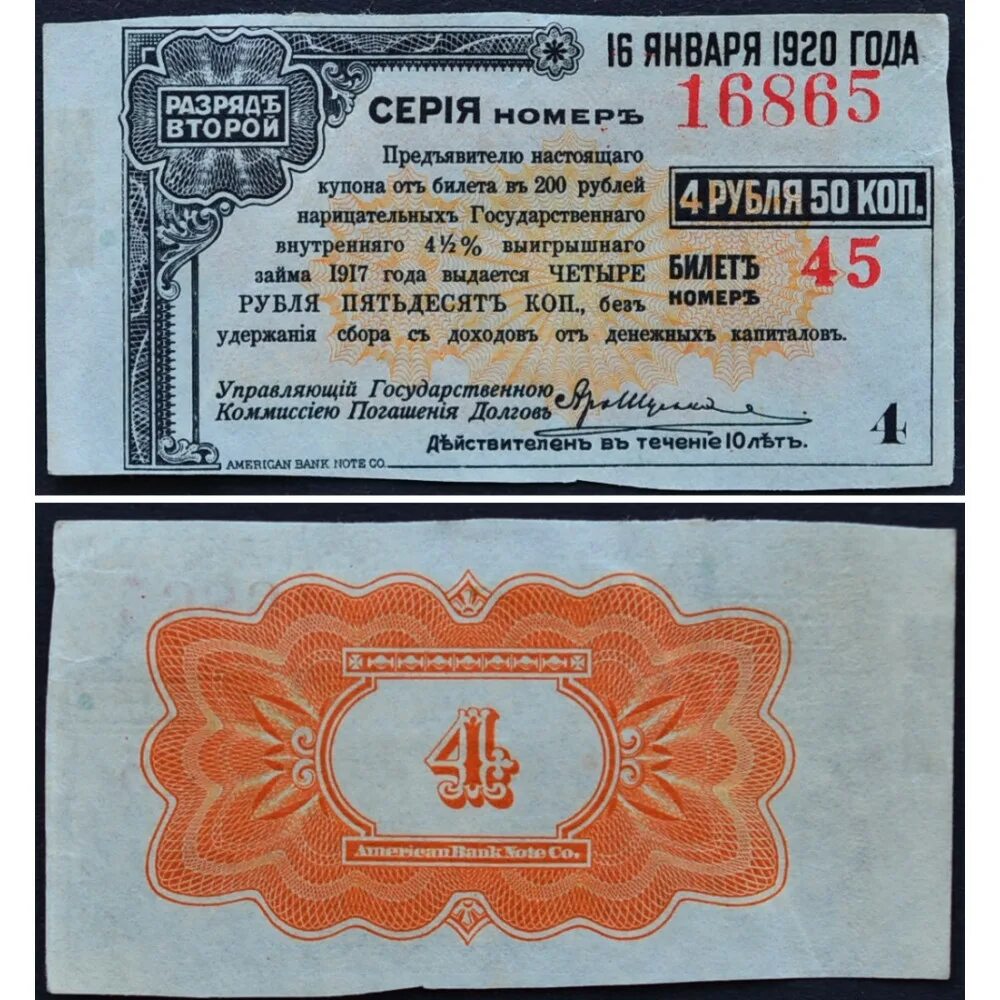 16 ЯНВАРЯ 1920 ГОДА
РАЗРЯДЪ
ВТОРОЙ
СЕРІЯ НОМЕРЪ 16865
Предъявителю настоящаго
купона отъ билета въ 200 рублей
нарицательныхъ Государственнаго
внутренняго 4½% выигрышнаго
займа 1917 года выдается ЧЕТЫРЕ
РУБЛЯ ПЯТЬДЕСЯТЪ КОП., безъ
удержанія сбора съ доходовъ отъ денежныхъ капиталовъ.
4 РУБЛЯ 50 КОП.
БИЛЕТЪ
НОМЕРЪ
45
Управляющій Государственною
Коммиссіею Погашенія Долговъ
Дѣйствителенъ въ теченіе 10 лѣтъ.
4
AMERICAN BANK NOTE CO.
4
American Bank Note Co.